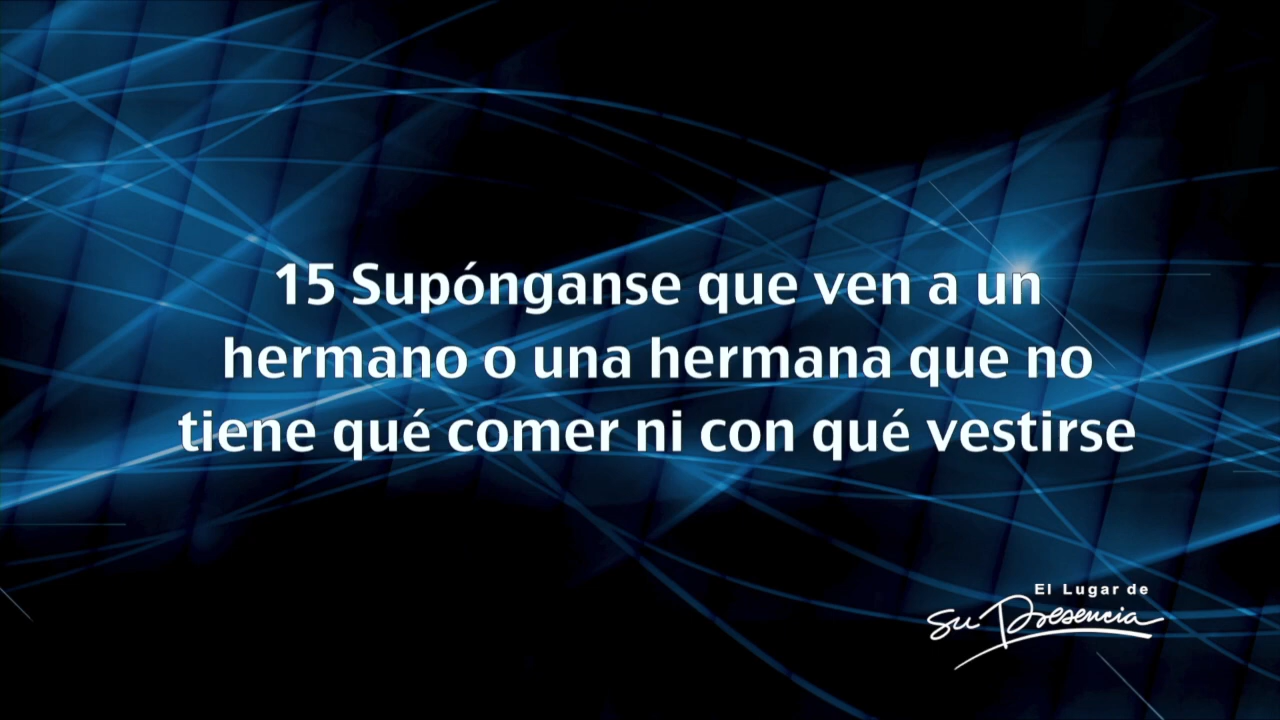 15 Supónganse que ven a un
hermano o una hermana que no
tiene qué comer ni con qué vestirse
El Lugar de
Su Presencia